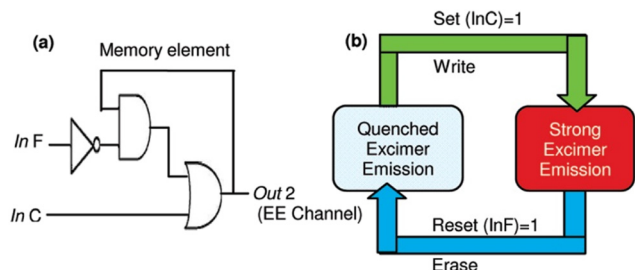 (a)
Memory element
In F
In C
Out 2
(EE Channel)
(b)
Set (InC)=1
Write
Quenched
Excimer
Emission
Strong
Excimer
Emission
Reset (InF)=1
Erase